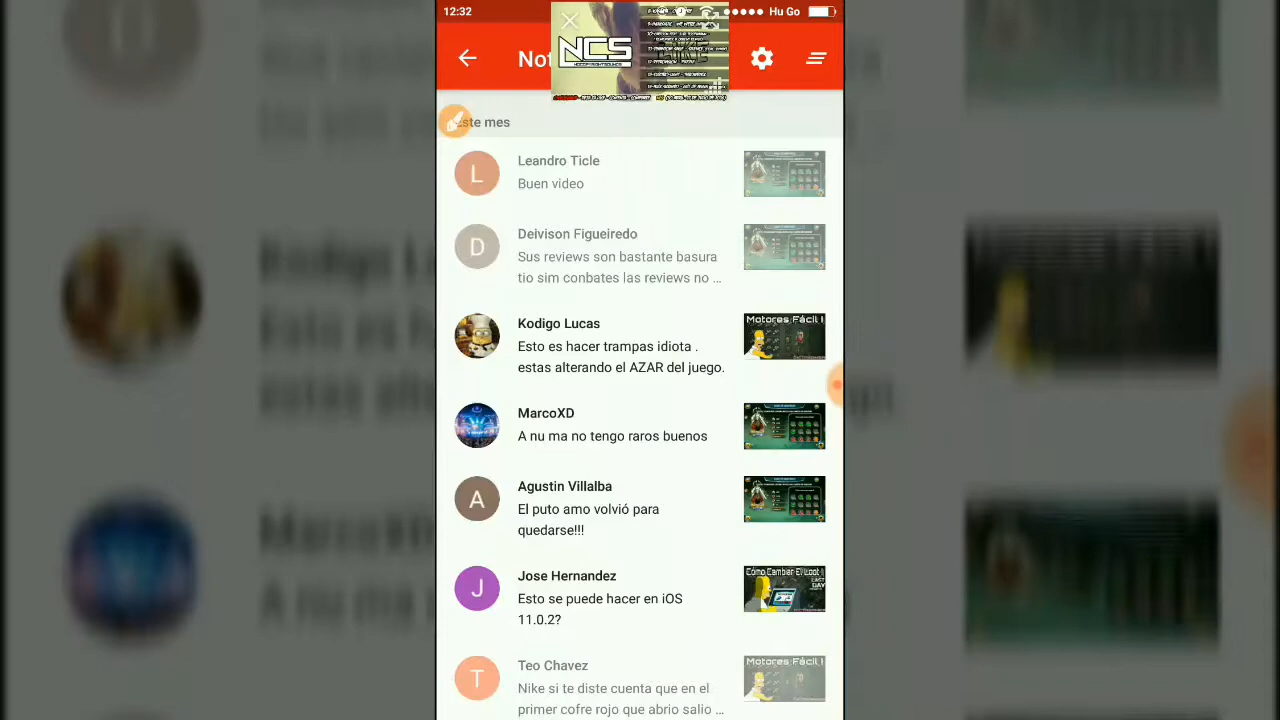 12:32
Hu Go
Not
NCS
Este mes
L
Leandro Ticle
Buen video
D
Deivison Figueiredo
Sus reviews son bastante basura
tio sim conbates las reviews no ...
Kodigo Lucas
Esto es hacer trampas idiota .
estas alterando el AZAR del juego.
Motores Fácil !
MarcoXD
A nu ma no tengo raros buenos
A
Agustin Villalba
El puto amo volvió para
quedarse!!!
J
Jose Hernandez
Esto se puede hacer en iOS
11.0.2?
Cómo Cambiar El Loot !
LAST
DAY
T
Teo Chavez
Nike si te diste cuenta que en el
primer cofre rojo que abrio salio ...
Motores Fácil !